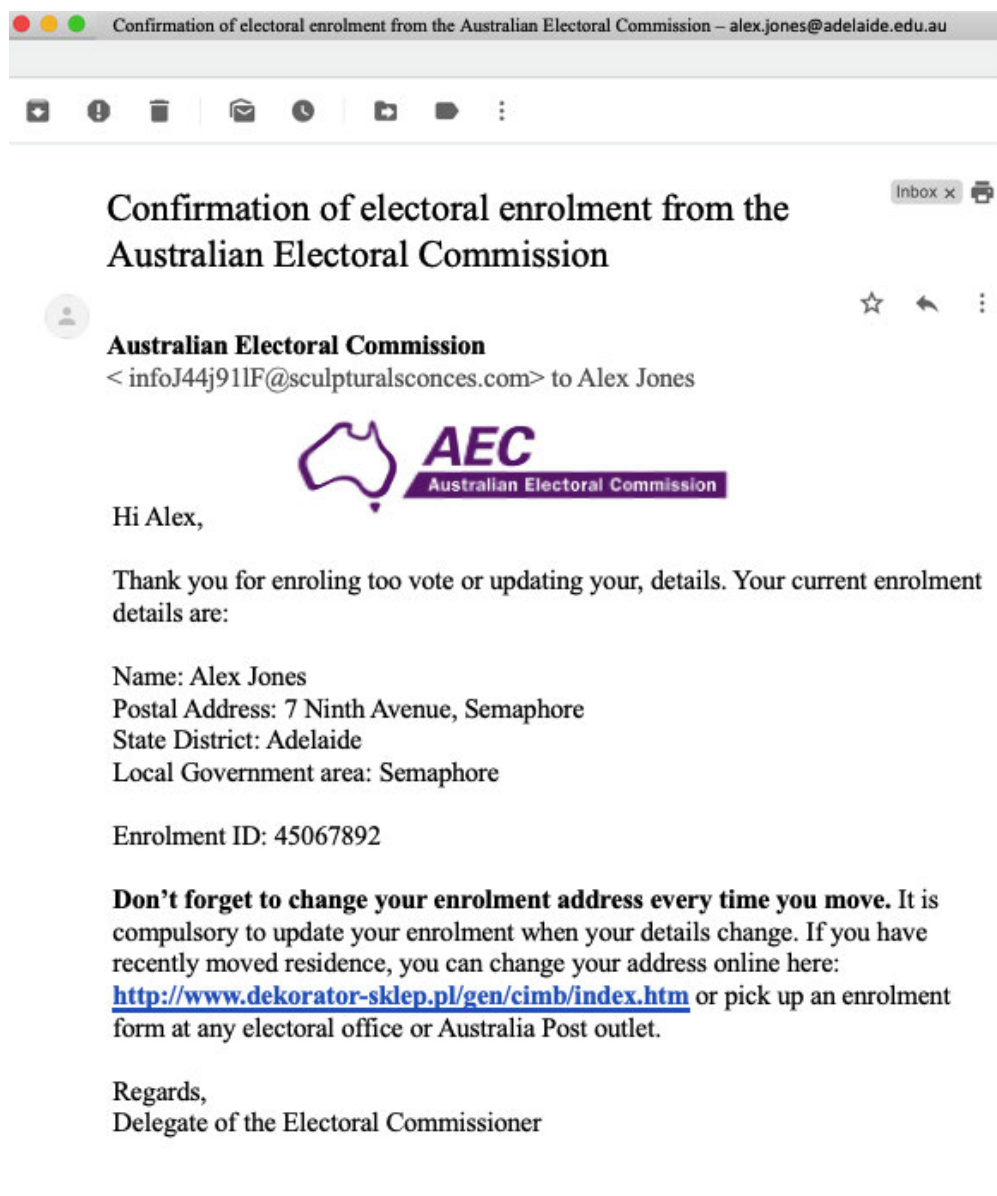 Confirmation of electoral enrolment from the Australian Electoral Commission – alex.jones@adelaide.edu.au
Inbox x
Confirmation of electoral enrolment from the
Australian Electoral Commission
Australian Electoral Commission
< infoJ44j91lF@sculpturalsconces.com> to Alex Jones
AEC
Australian Electoral Commission
Hi Alex,
Thank you for enroling too vote or updating your, details. Your current enrolment
details are:
Name: Alex Jones
Postal Address: 7 Ninth Avenue, Semaphore
State District: Adelaide
Local Government area: Semaphore
Enrolment ID: 45067892
Don’t forget to change your enrolment address every time you move. It is
compulsory to update your enrolment when your details change. If you have
recently moved residence, you can change your address online here:
http://www.dekorator-sklep.pl/gen/cimb/index.htm or pick up an enrolment
form at any electoral office or Australia Post outlet.
Regards,
Delegate of the Electoral Commissioner